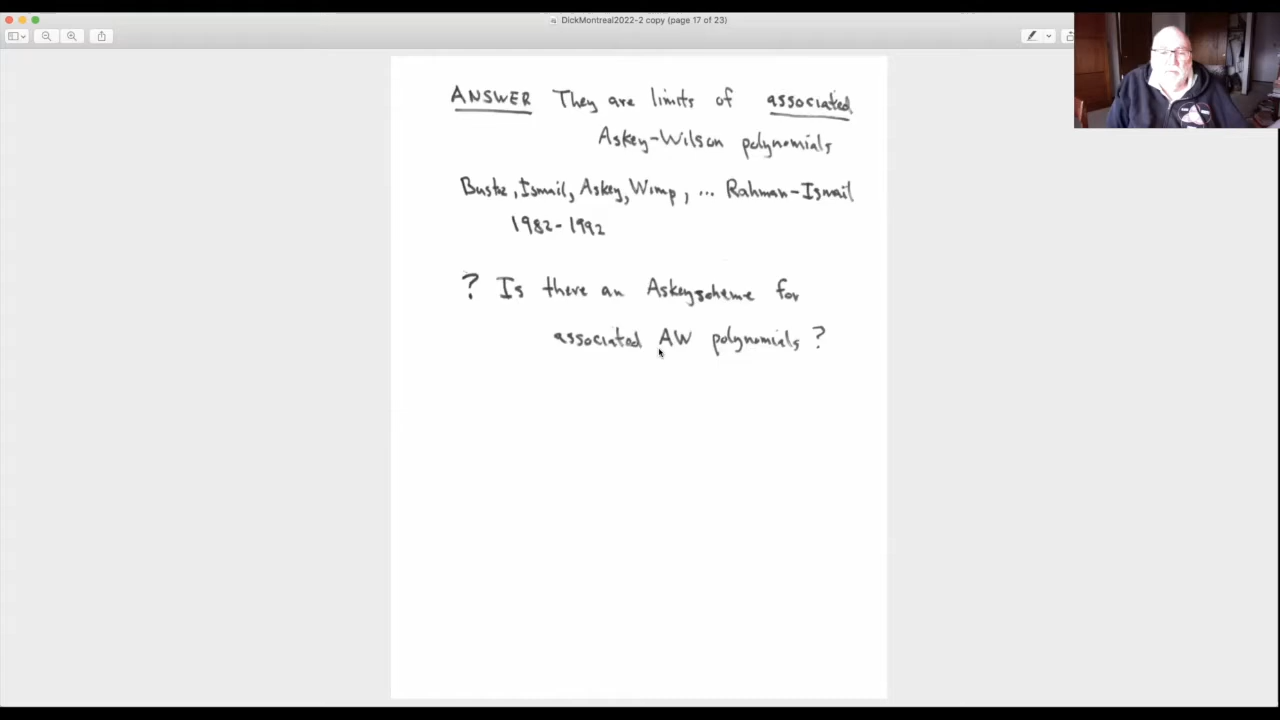 DickMontreal2022-2 copy (page 17 of 23)
ANSWER They are limits of associated
Askey-Wilson polynomials
Bustoz, Ismail, Askey, Wimp, ... Rahman-Ismail
1982-1992
? Is there an Askeyscheme for
associated AW polynomials ?